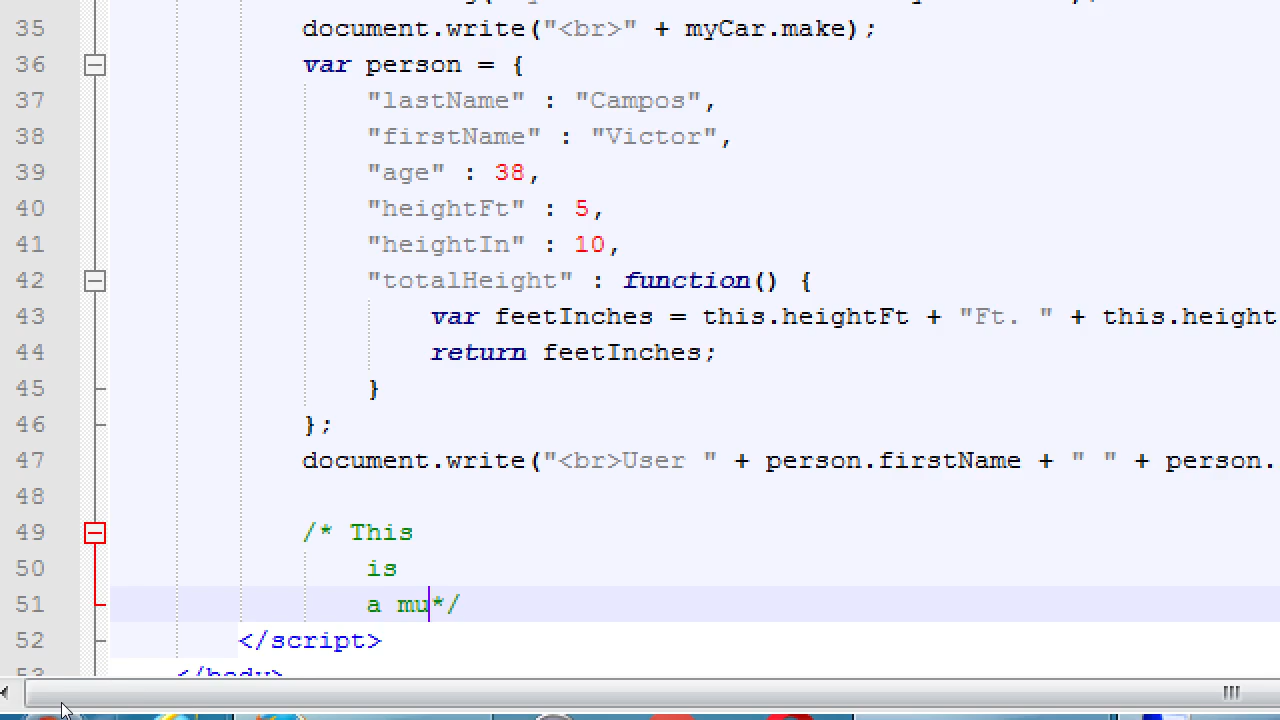 35 document.write("<br>" + myCar.make);
36 var person = {
37 "lastName" : "Campos",
38 "firstName" : "Victor",
39 "age" : 38,
40 "heightFt" : 5,
41 "heightIn" : 10,
42 "totalHeight" : function() {
43 var feetInches = this.heightFt + "Ft. " + this.height
44 return feetInches;
45 }
46 };
47 document.write("<br>User " + person.firstName + " " + person.
48
49 /* This
50 is
51 a mu*/
52 </script>
53 </body>